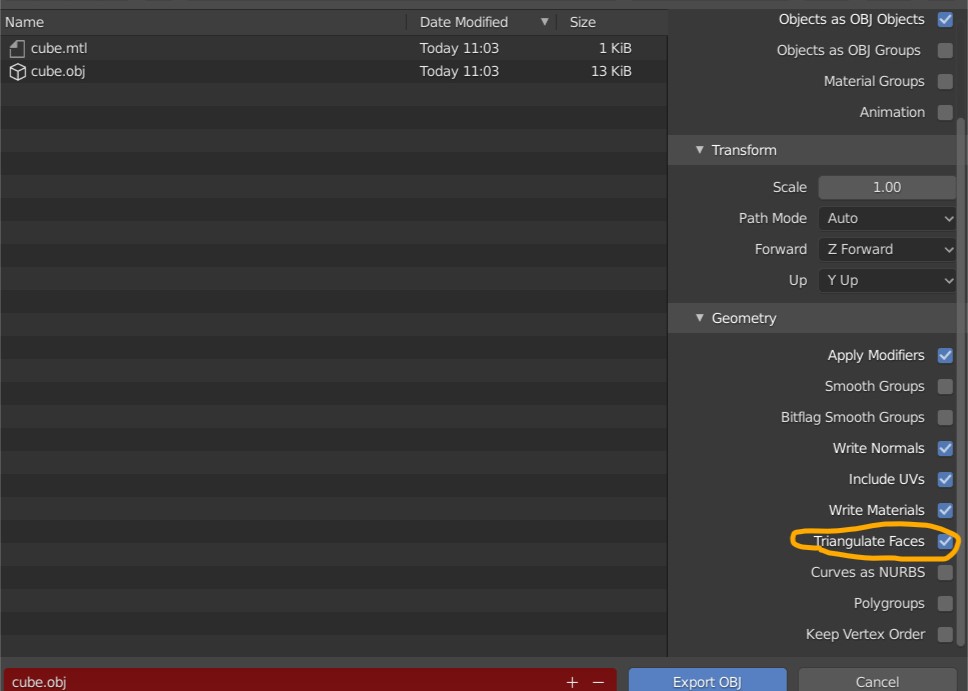 Name Date Modified Size
cube.mtl Today 11:03 1 KiB
cube.obj Today 11:03 13 KiB
Objects as OBJ Objects
Objects as OBJ Groups
Material Groups
Animation
Transform
Scale 1.00
Path Mode Auto
Forward Z Forward
Up Y Up
Geometry
Apply Modifiers
Smooth Groups
Bitflag Smooth Groups
Write Normals
Include UVs
Write Materials
Triangulate Faces
Curves as NURBS
Polygroups
Keep Vertex Order
cube.obj + −
Export OBJ
Cancel